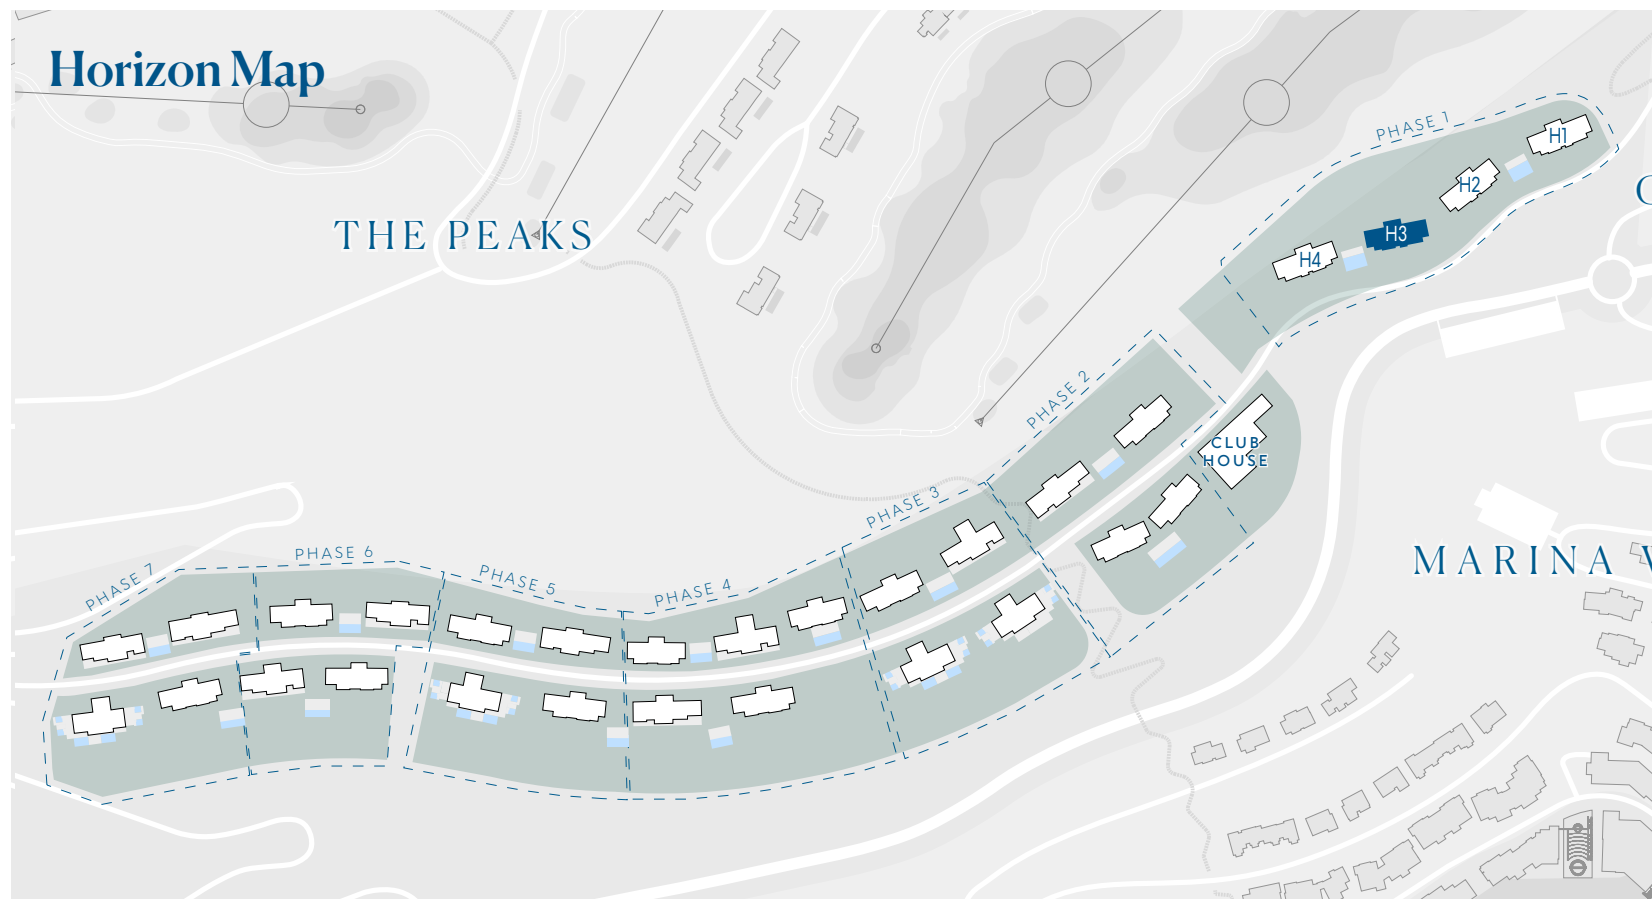 Horizon Map
PHASE 1
H1
H2
THE PEAKS
H3
H4
PHASE 2
CLUB
HOUSE
PHASE 3
MARINA
PHASE 6
PHASE 7
PHASE 5
PHASE 4